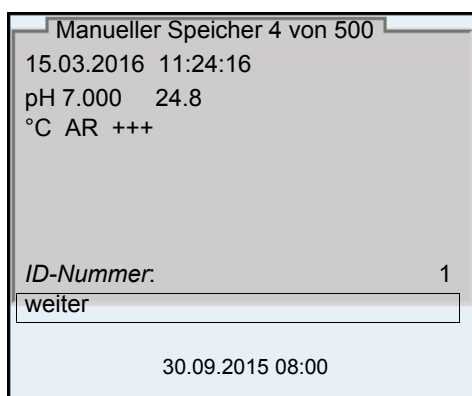 Manueller Speicher 4 von 500
15.03.2016 11:24:16
pH 7.000 24.8
°C AR +++
ID-Nummer: 1
weiter
30.09.2015 08:00